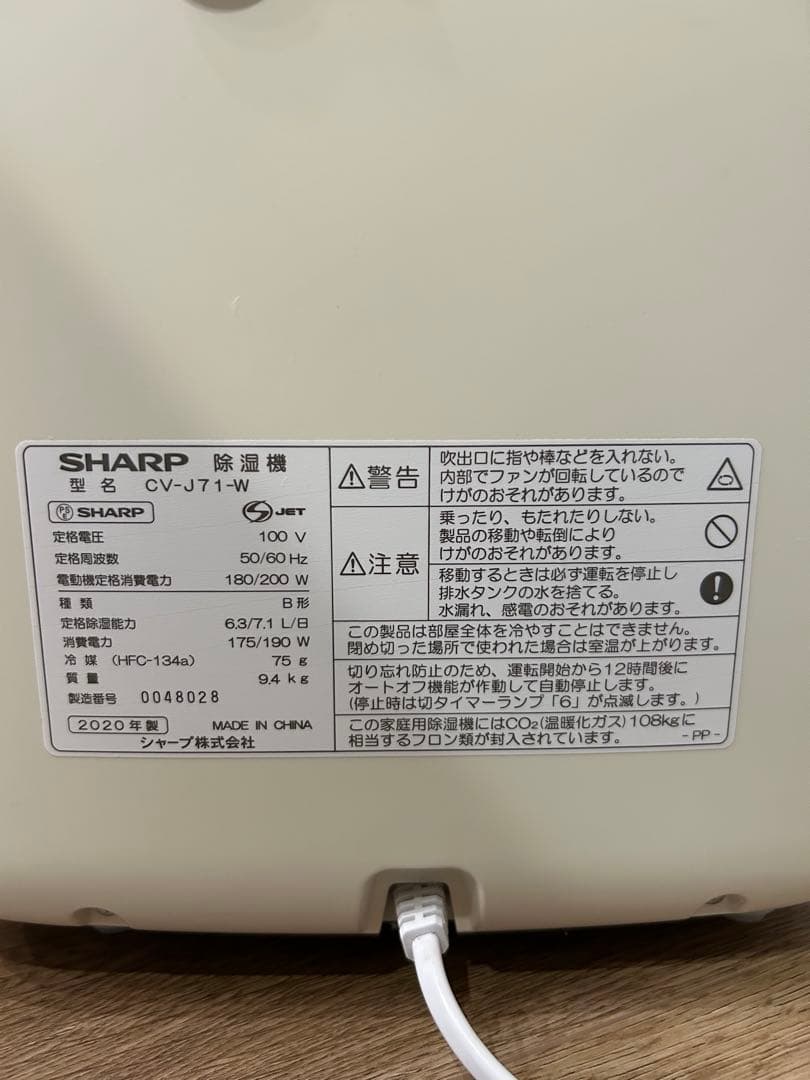 SHARP 除湿機
型名 CV-J71-W
PS E SHARP
S JET
定格電圧 100 V
定格周波数 50/60 Hz
電動機定格消費電力 180/200 W
種類 B形
定格除湿能力 6.3/7.1 L/日
消費電力 175/190 W
冷媒 (HFC-134a) 75 g
質量 9.4 kg
製造番号 0048028
2020年製 MADE IN CHINA
シャープ株式会社
警告
吹出口に指や棒などを入れない。
内部でファンが回転しているので
けがのおそれがあります。
注意
乗ったり、もたれたりしない。
製品の移動や転倒により
けがのおそれがあります。
移動するときは必ず運転を停止し
排水タンクの水を捨てる。
水漏れ、感電のおそれがあります。
この製品は部屋全体を冷やすことはできません。
閉め切った場所で使われた場合は室温が上がります。
切り忘れ防止のため、運転開始から12時間後に
オートオフ機能が作動して自動停止します。
(停止時は切タイマーランプ「6」が点滅します。)
この家庭用除湿機にはCO₂(温暖化ガス)108kgに
相当するフロン類が封入されています。 -PP-